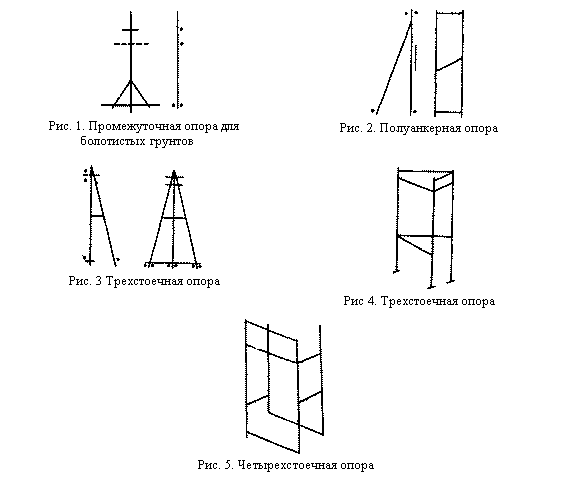 Рис. 1. Промежуточная опора для
болотистых грунтов
Рис. 2. Полуанкерная опора
Рис. 3 Трехстоечная опора
Рис 4. Трехстоечная опора
Рис. 5. Четырехстоечная опора